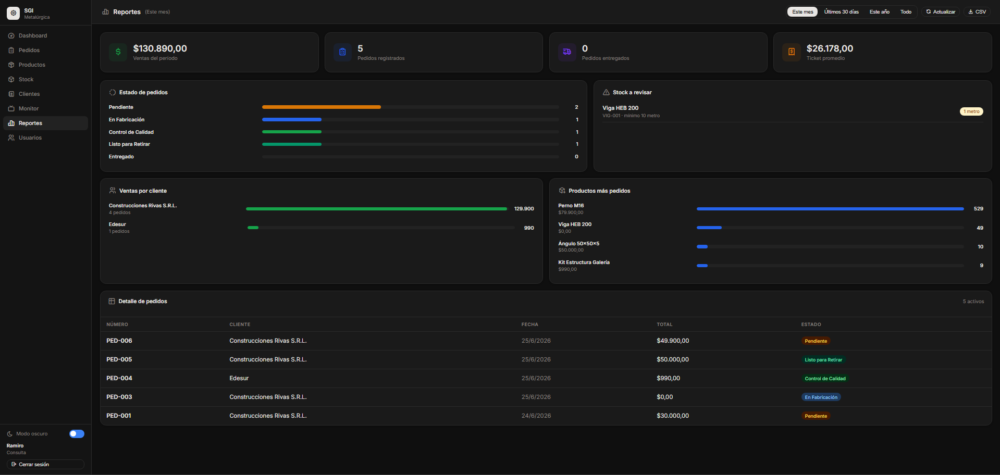 SGI
Metalúrgica
Dashboard
Pedidos
Productos
Stock
Clientes
Monitor
Reportes
Usuarios
Modo oscuro
Ramiro
Consulta
Cerrar sesión
Reportes (Este mes)
Este mes Últimos 30 días Este año Todo Actualizar CSV
$130.890,00
Ventas del período
5
Pedidos registrados
0
Pedidos entregados
$26.178,00
Ticket promedio
Estado de pedidos
Pendiente 2
En Fabricación 1
Control de Calidad 1
Listo para Retirar 1
Entregado 0
Stock a revisar
Viga HEB 200
VIG-001 · mínimo 10 metro
1 metro
Ventas por cliente
Construcciones Rivas S.R.L.
4 pedidos
129.900
Edesur
1 pedidos
990
Productos más pedidos
Perno M16
$79.900,00
529
Viga HEB 200
$0,00
49
Ángulo 50×50×5
$50.000,00
10
Kit Estructura Galería
$990,00
9
Detalle de pedidos 5 activos
NÚMERO CLIENTE FECHA TOTAL ESTADO
PED-006 Construcciones Rivas S.R.L. 25/6/2026 $49.900,00 Pendiente
PED-005 Construcciones Rivas S.R.L. 25/6/2026 $50.000,00 Listo para Retirar
PED-004 Edesur 25/6/2026 $990,00 Control de Calidad
PED-003 Construcciones Rivas S.R.L. 25/6/2026 $0,00 En Fabricación
PED-001 Construcciones Rivas S.R.L. 24/6/2026 $30.000,00 Pendiente